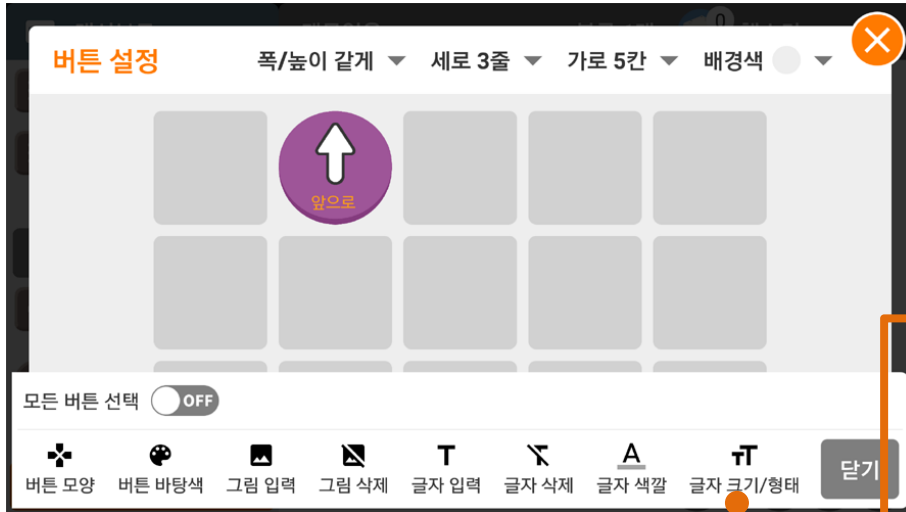 버튼 설정
폭/높이 같게
세로 3줄
가로 5칸
배경색
앞으로
모든 버튼 선택
OFF
버튼 모양
버튼 바탕색
그림 입력
그림 삭제
글자 입력
글자 삭제
글자 색깔
글자 크기/형태
닫기